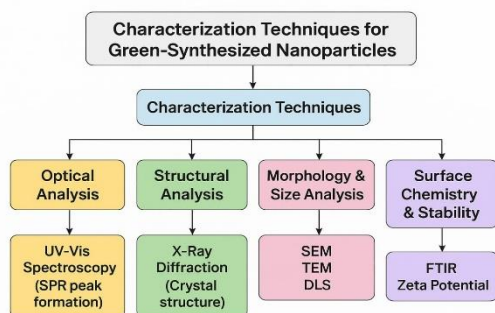 Characterization Techniques for
Green-Synthesized Nanoparticles
Characterization Techniques
Optical
Analysis
Structural
Analysis
Morphology &
Size Analysis
Surface
Chemistry
& Stability
UV-Vis
Spectroscopy
(SPR peak
formation)
X-Ray
Diffraction
(Crystal
structure)
SEM
TEM
DLS
FTIR
Zeta Potential